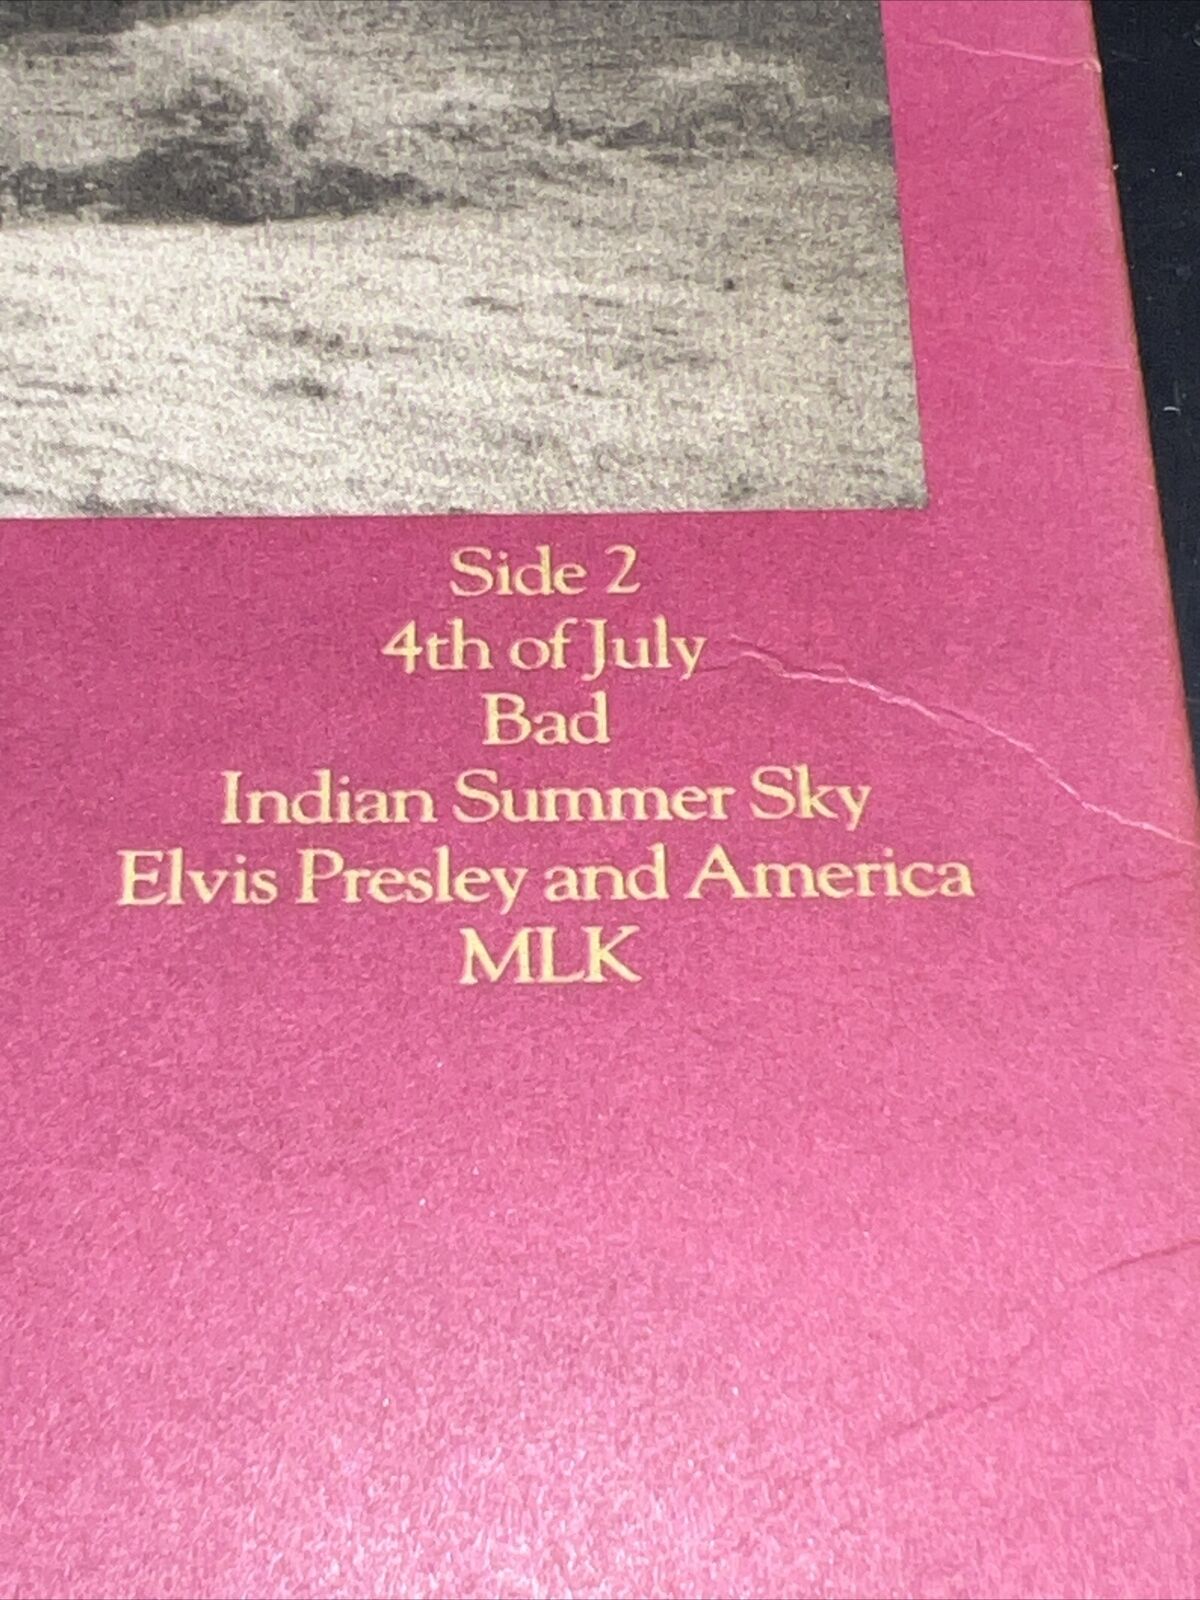 Side 2
4th of July
Bad
Indian Summer Sky
Elvis Presley and America
MLK